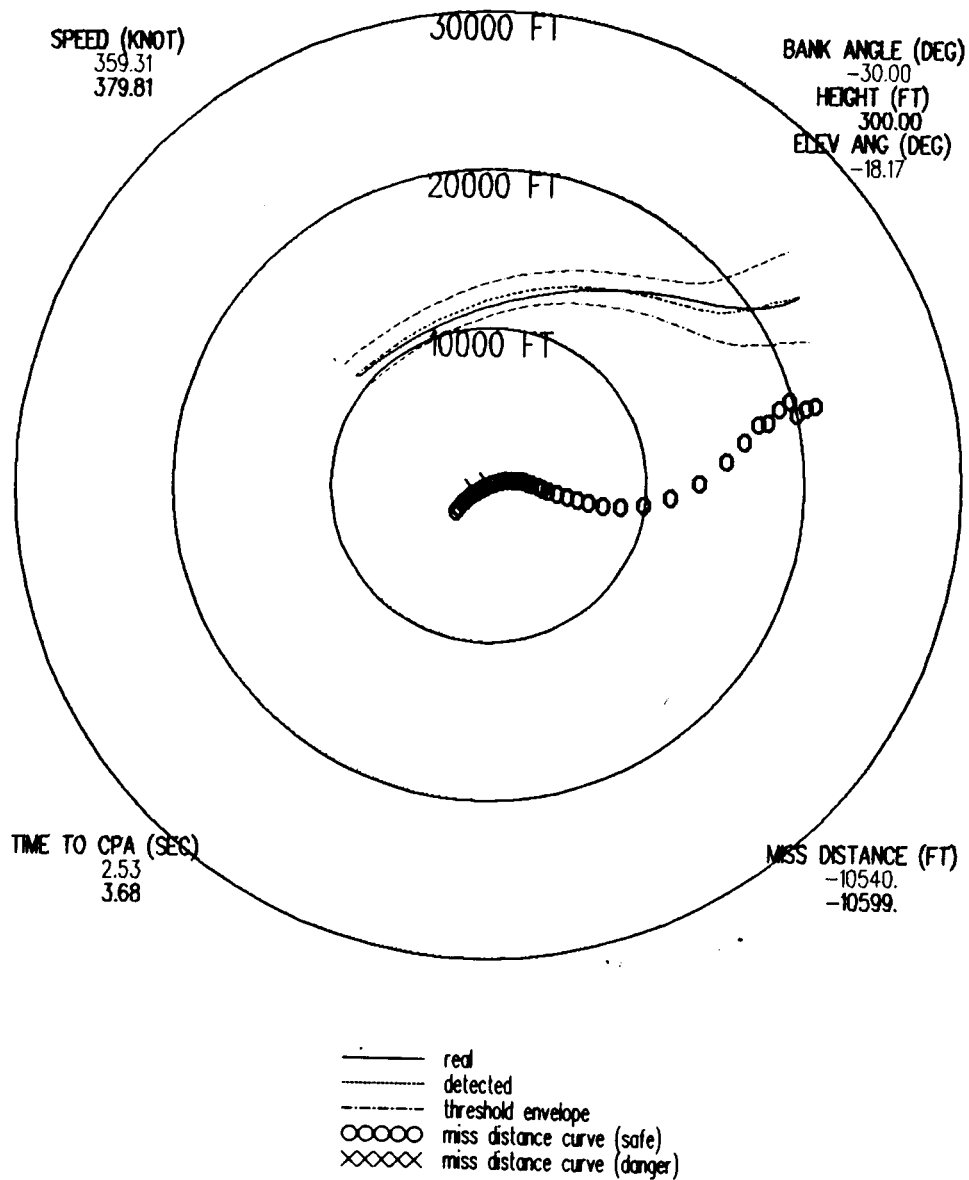 30000 FT
SPEED (KNOT)
359.31
379.81
BANK ANGLE (DEG)
-30.00
HEIGHT (FT)
300.00
ELEV ANG (DEG)
-18.17
20000 FT
10000 FT
TIME TO CPA (SEC)
2.53
3.68
MISS DISTANCE (FT)
-10540.
-10599.
real
detected
threshold envelope
miss distance curve (safe)
miss distance curve (danger)